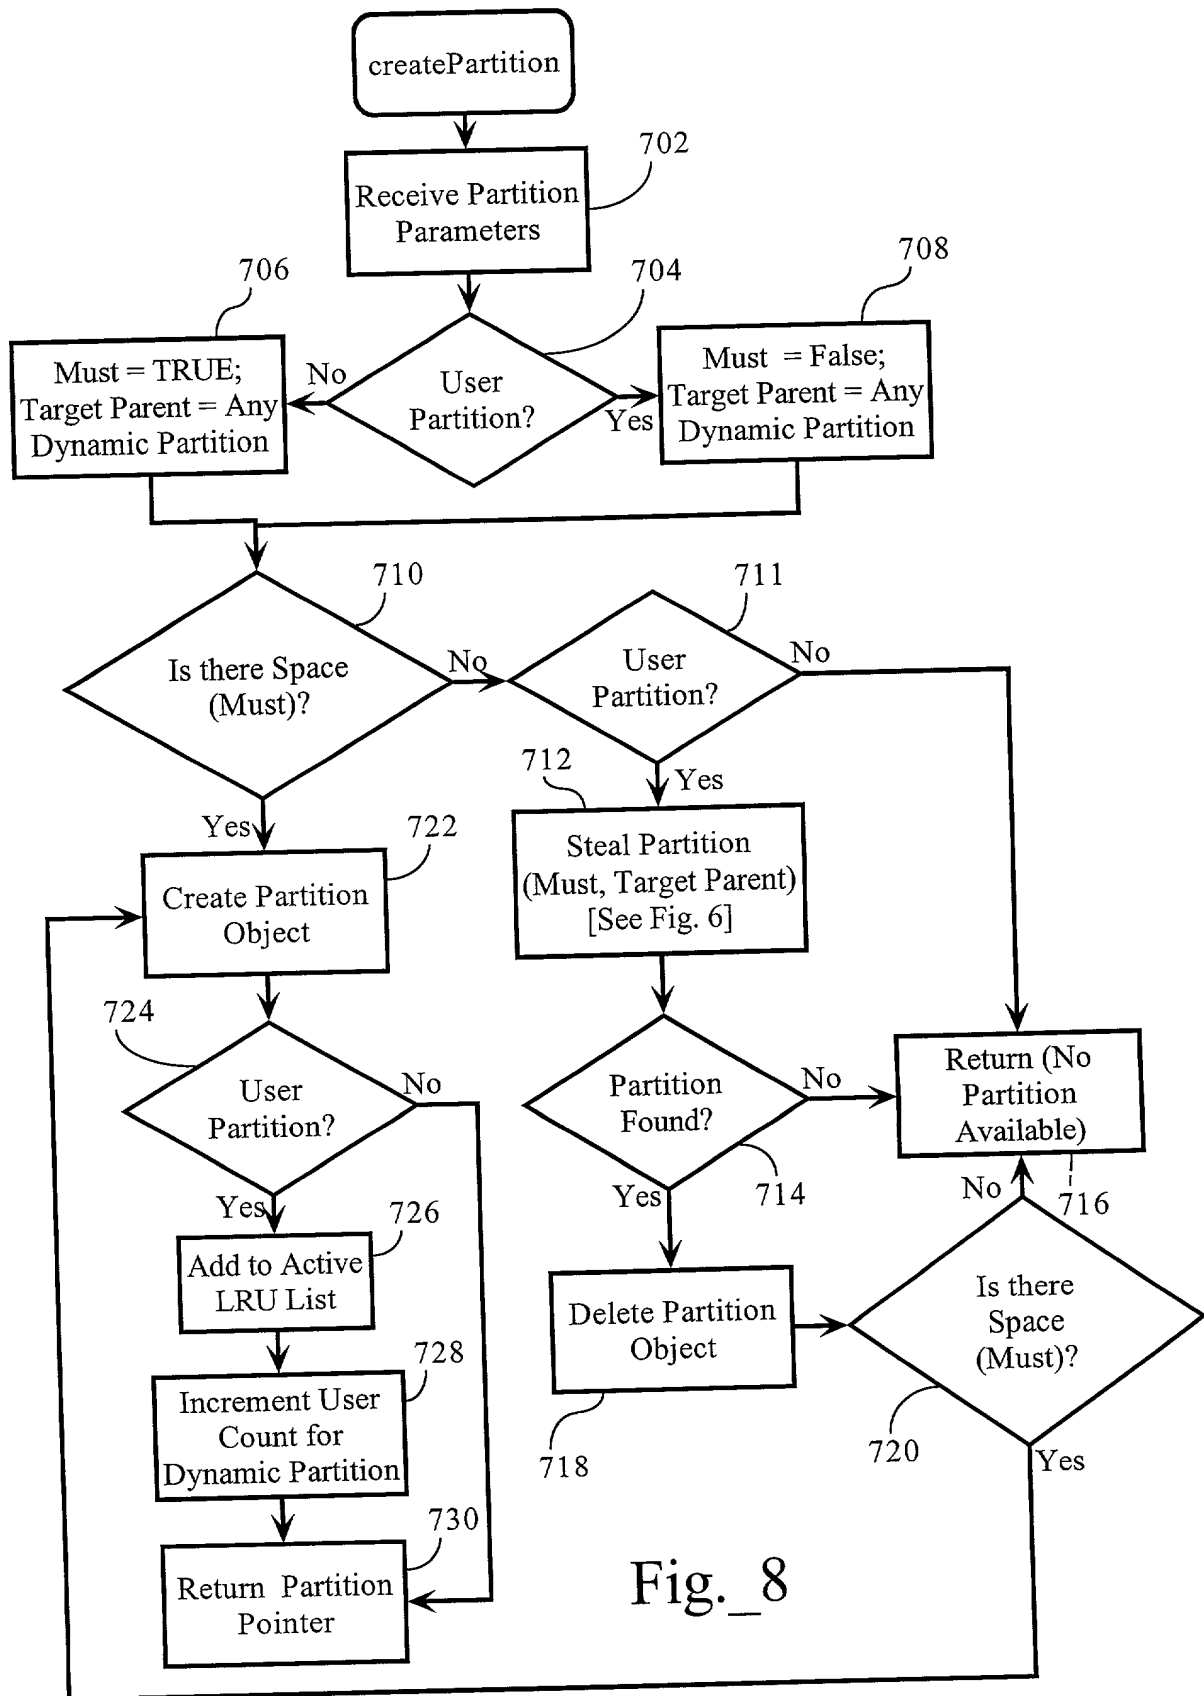 createPartition
702
Receive Partition
Parameters
706
704
708
Must = TRUE;
Target Parent = Any
Dynamic Partition
No
User
Partition?
Yes
Must = False;
Target Parent = Any
Dynamic Partition
710
711
Is there Space
(Must)?
No
User
Partition?
No
Yes
722
712
Yes
Create Partition
Object
Steal Partition
(Must, Target Parent)
[See Fig. 6]
724
User
Partition?
No
Partition
Found?
No
Return (No
Partition
Available)
Yes
726
Yes
714
No
716
Add to Active
LRU List
Delete Partition
Object
Is there
Space
(Must)?
728
Increment User
Count for
Dynamic Partition
718
720
Yes
730
Return Partition
Pointer
Fig._8